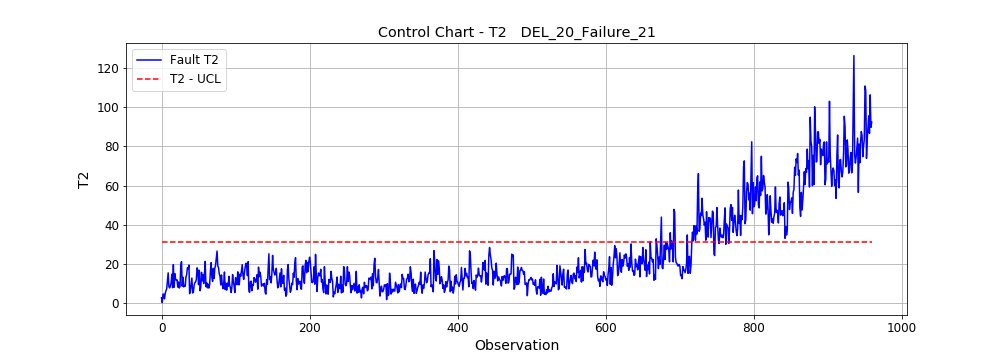 Control Chart - T2   DEL_20_Failure_21
Fault T2
T2 - UCL
120
100
80
60
40
20
0
T2
0 200 400 600 800 1000
Observation